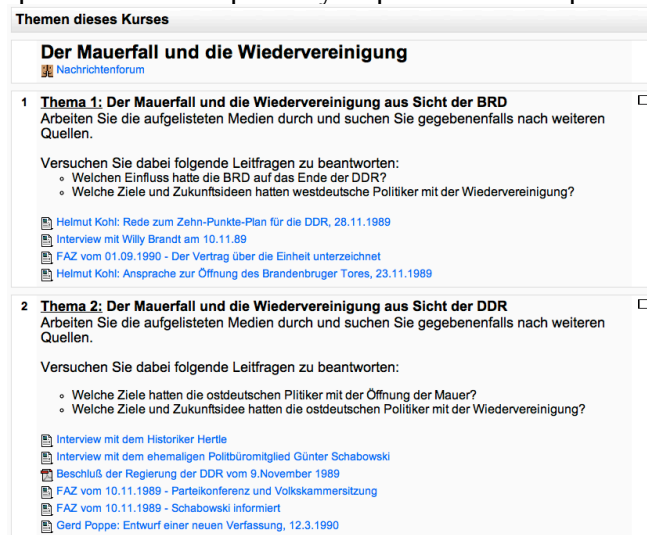 Themen dieses Kurses
Der Mauerfall und die Wiedervereinigung
Nachrichtenforum
1 Thema 1: Der Mauerfall und die Wiedervereinigung aus Sicht der BRD
Arbeiten Sie die aufgelisteten Medien durch und suchen Sie gegebenenfalls nach weiteren
Quellen.
Versuchen Sie dabei folgende Leitfragen zu beantworten:
Welchen Einfluss hatte die BRD auf das Ende der DDR?
Welche Ziele und Zukunftsideen hatten westdeutsche Politiker mit der Wiedervereinigung?
Helmut Kohl: Rede zum Zehn-Punkte-Plan für die DDR, 28.11.1989
Interview mit Willy Brandt am 10.11.89
FAZ vom 01.09.1990 - Der Vertrag über die Einheit unterzeichnet
Helmut Kohl: Ansprache zur Öffnung des Brandenbruger Tores, 23.11.1989
2 Thema 2: Der Mauerfall und die Wiedervereinigung aus Sicht der DDR
Arbeiten Sie die aufgelisteten Medien durch und suchen Sie gegebenenfalls nach weiteren
Quellen.
Versuchen Sie dabei folgende Leitfragen zu beantworten:
Welche Ziele hatten die ostdeutschen Plitiker mit der Öffnung der Mauer?
Welche Ziele und Zukunftsidee hatten die ostdeutschen Politiker mit der Wiedervereinigung?
Interview mit dem Historiker Hertle
Interview mit dem ehemaligen Politbüromitglied Günter Schabowski
Beschluß der Regierung der DDR vom 9.November 1989
FAZ vom 10.11.1989 - Parteikonferenz und Volkskammersitzung
FAZ vom 10.11.1989 - Schabowski informiert
Gerd Poppe: Entwurf einer neuen Verfassung, 12.3.1990